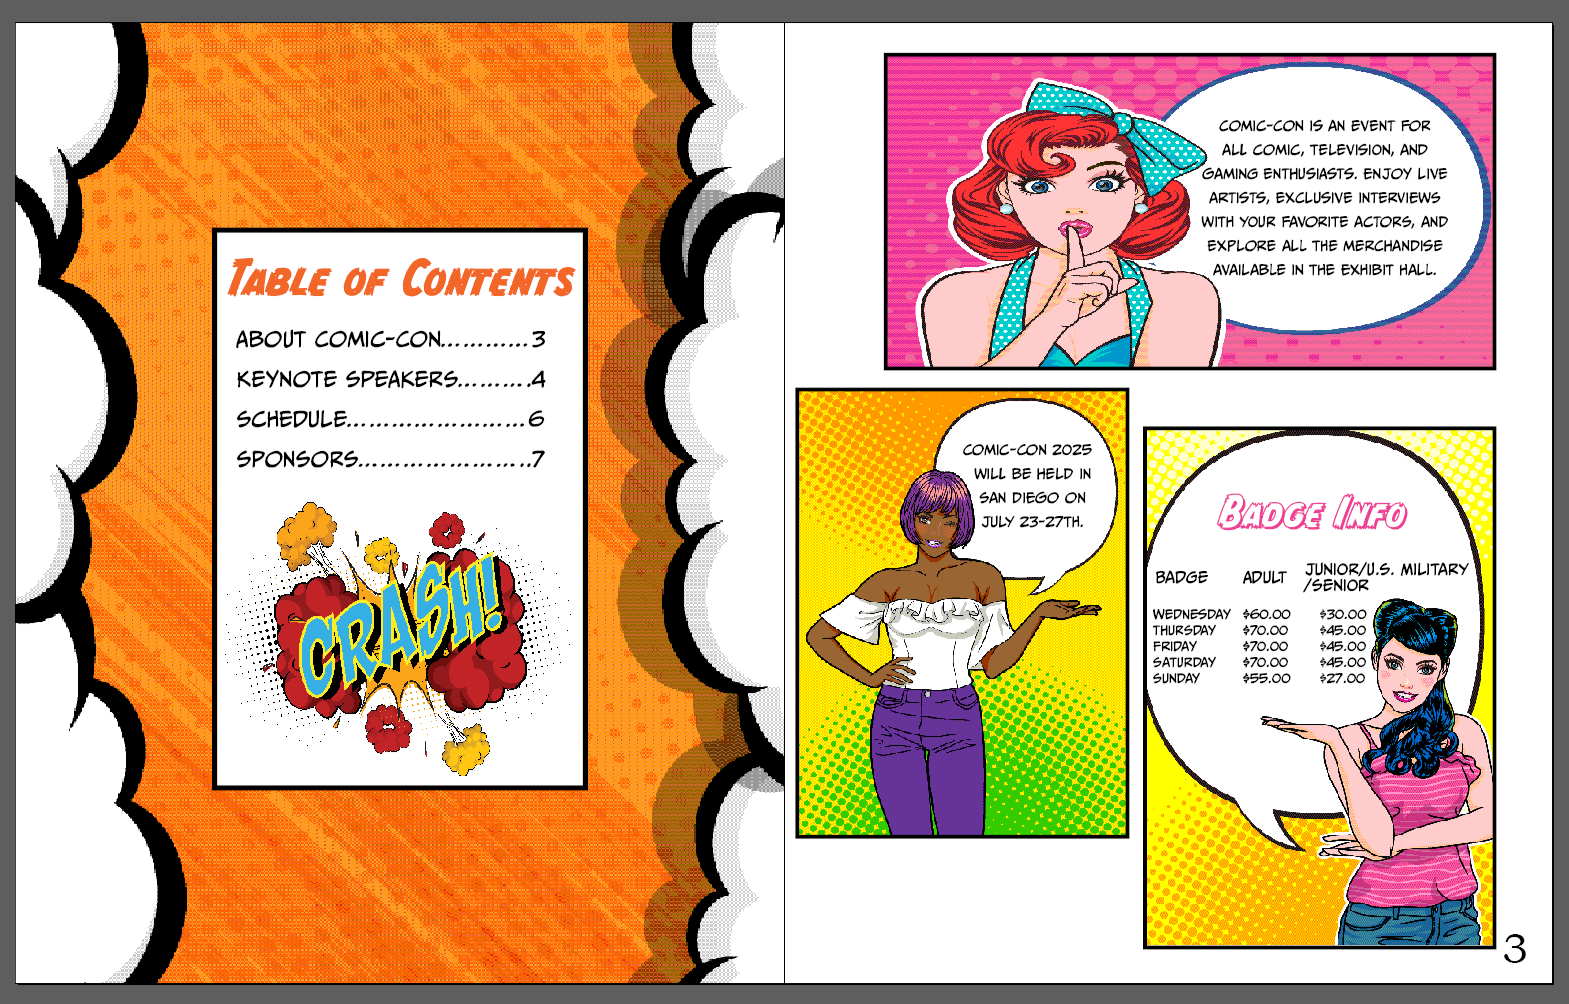 TABLE OF CONTENTS
ABOUT COMIC-CON............3
KEYNOTE SPEAKERS..........4
SCHEDULE........................6
SPONSORS.......................7
CRASH!
COMIC-CON IS AN EVENT FOR
ALL COMIC, TELEVISION, AND
GAMING ENTHUSIASTS. ENJOY LIVE
ARTISTS, EXCLUSIVE INTERVIEWS
WITH YOUR FAVORITE ACTORS, AND
EXPLORE ALL THE MERCHANDISE
AVAILABLE IN THE EXHIBIT HALL.
COMIC-CON 2025
WILL BE HELD IN
SAN DIEGO ON
JULY 23-27TH.
BADGE INFO
BADGE ADULT JUNIOR/U.S. MILITARY
/SENIOR
WEDNESDAY $60.00 $30.00
THURSDAY $70.00 $45.00
FRIDAY $70.00 $45.00
SATURDAY $70.00 $45.00
SUNDAY $55.00 $27.00
3